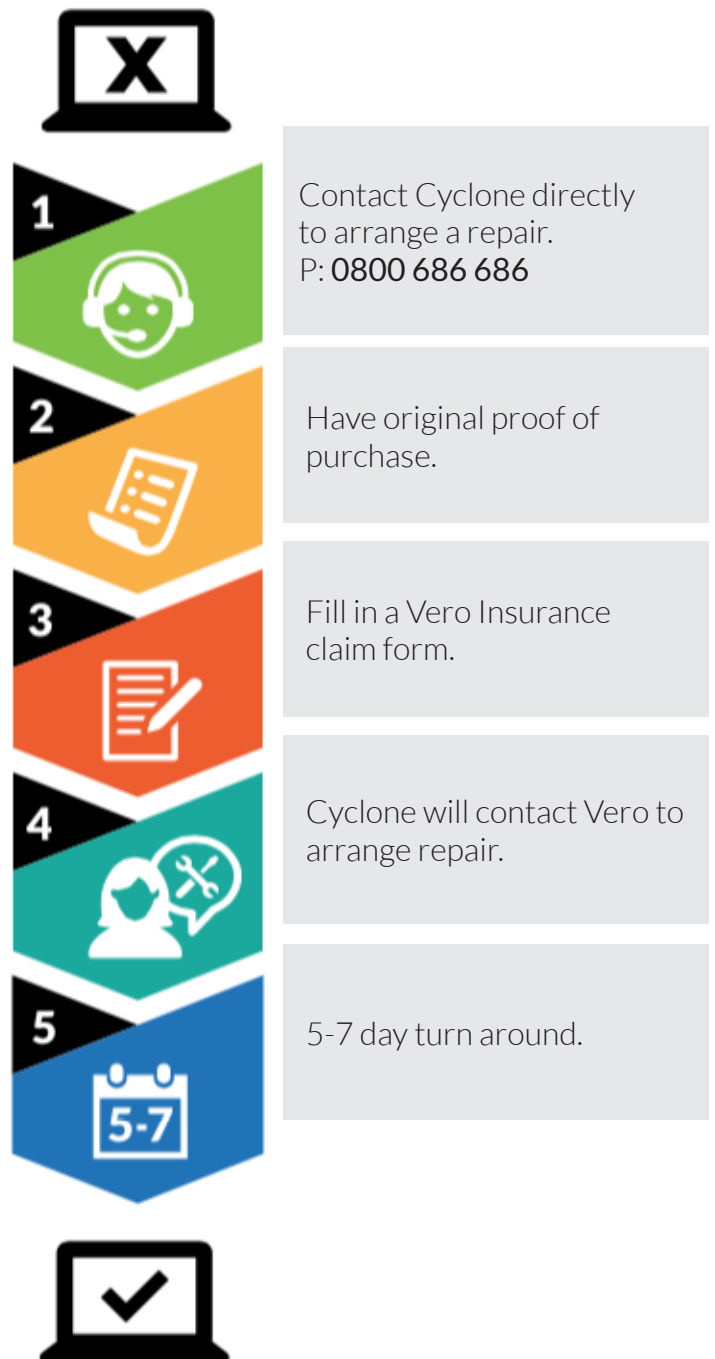 X
1
Contact Cyclone directly
to arrange a repair.
P: 0800 686 686
2
Have original proof of
purchase.
3
Fill in a Vero Insurance
claim form.
4
Cyclone will contact Vero to
arrange repair.
5
5-7
5-7 day turn around.